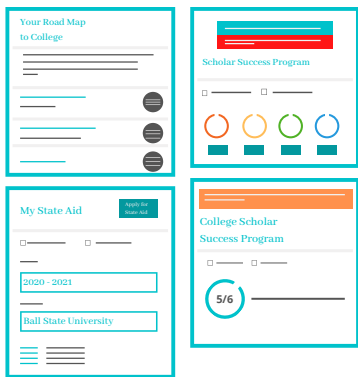 Your Road Map
to College
Scholar Success Program
My State Aid
Apply for
State Aid
2020 - 2021
Ball State University
College Scholar
Success Program
5/6